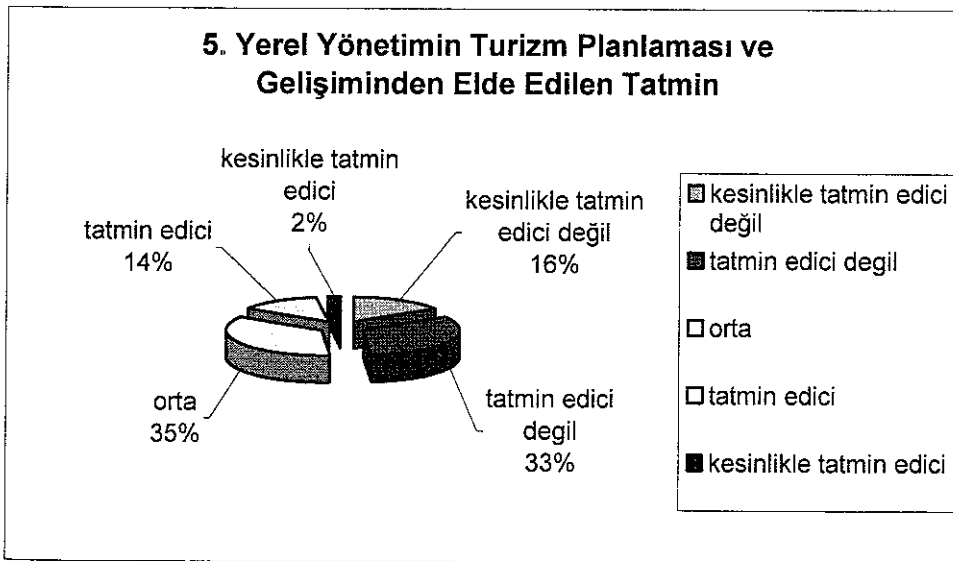 5. Yerel Yönetimin Turizm Planlaması ve
Gelişiminden Elde Edilen Tatmin
kesinlikle tatmin
edici
2%
kesinlikle tatmin
edici değil
16%
tatmin edici
14%
orta
35%
tatmin edici
degil
33%
kesinlikle tatmin edici
değil
tatmin edici degil
orta
tatmin edici
kesinlikle tatmin edici